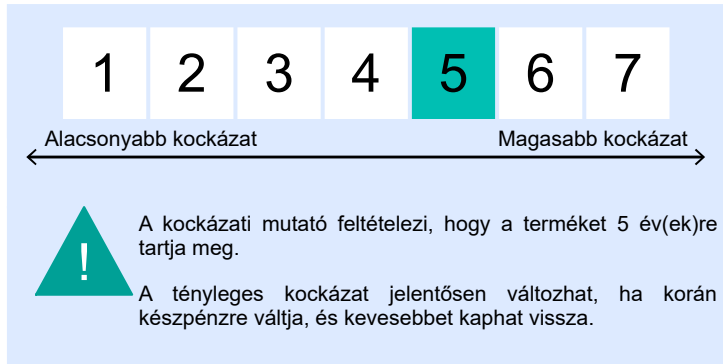 1 2 3 4 5 6 7
Alacsonyabb kockázat Magasabb kockázat
!
A kockázati mutató feltételezi, hogy a terméket 5 év(ek)re
tartja meg.
A tényleges kockázat jelentősen változhat, ha korán
készpénzre váltja, és kevesebbet kaphat vissza.